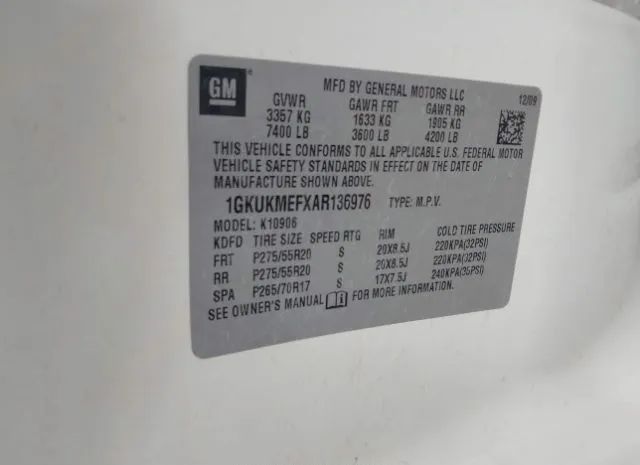 GM ®
MFD BY GENERAL MOTORS LLC
12/09
GVWR GAWR FRT GAWR RR
3357 KG 1633 KG 1905 KG
7400 LB 3600 LB 4200 LB
THIS VEHICLE CONFORMS TO ALL APPLICABLE U.S. FEDERAL MOTOR
VEHICLE SAFETY STANDARDS IN EFFECT ON THE DATE OF
MANUFACTURE SHOWN ABOVE.
1GKUKMEFXAR136976 TYPE: M.P.V.
MODEL: K10906
KDFD TIRE SIZE SPEED RTG RIM COLD TIRE PRESSURE
FRT P275/55R20 S 20X8.5J 220KPA(32PSI)
RR P275/55R20 S 20X8.5J 220KPA(32PSI)
SPA P265/70R17 S 17X7.5J 240KPA(35PSI)
SEE OWNER'S MANUAL FOR MORE INFORMATION.